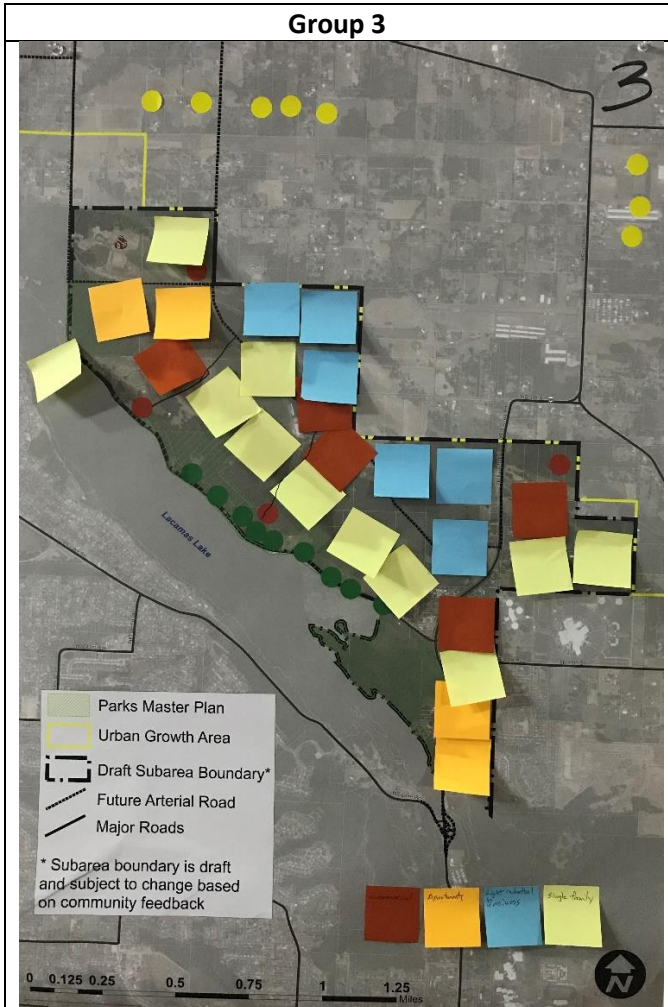 Group 3
3
Lacamas Lake
Parks Master Plan
Urban Growth Area
Draft Subarea Boundary*
Future Arterial Road
Major Roads
* Subarea boundary is draft
and subject to change based
on community feedback
Single family
0 0.125 0.25 0.5 0.75 1 1.25
Miles
N